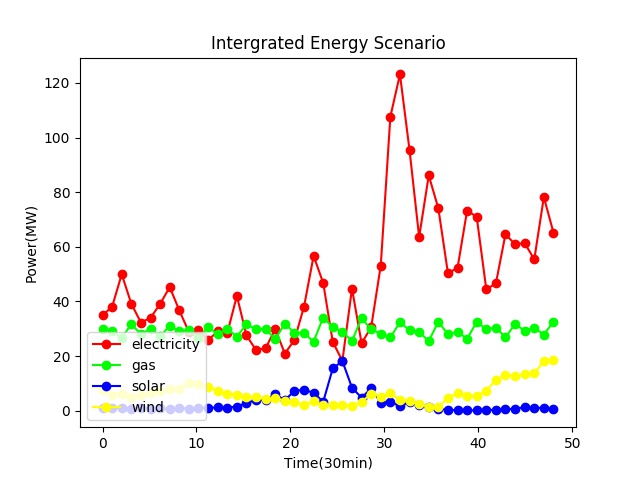 Intergrated Energy Scenario
Power(MW)
120
100
80
60
40
20
0
electricity
gas
solar
wind
0 10 20 30 40 50
Time(30min)